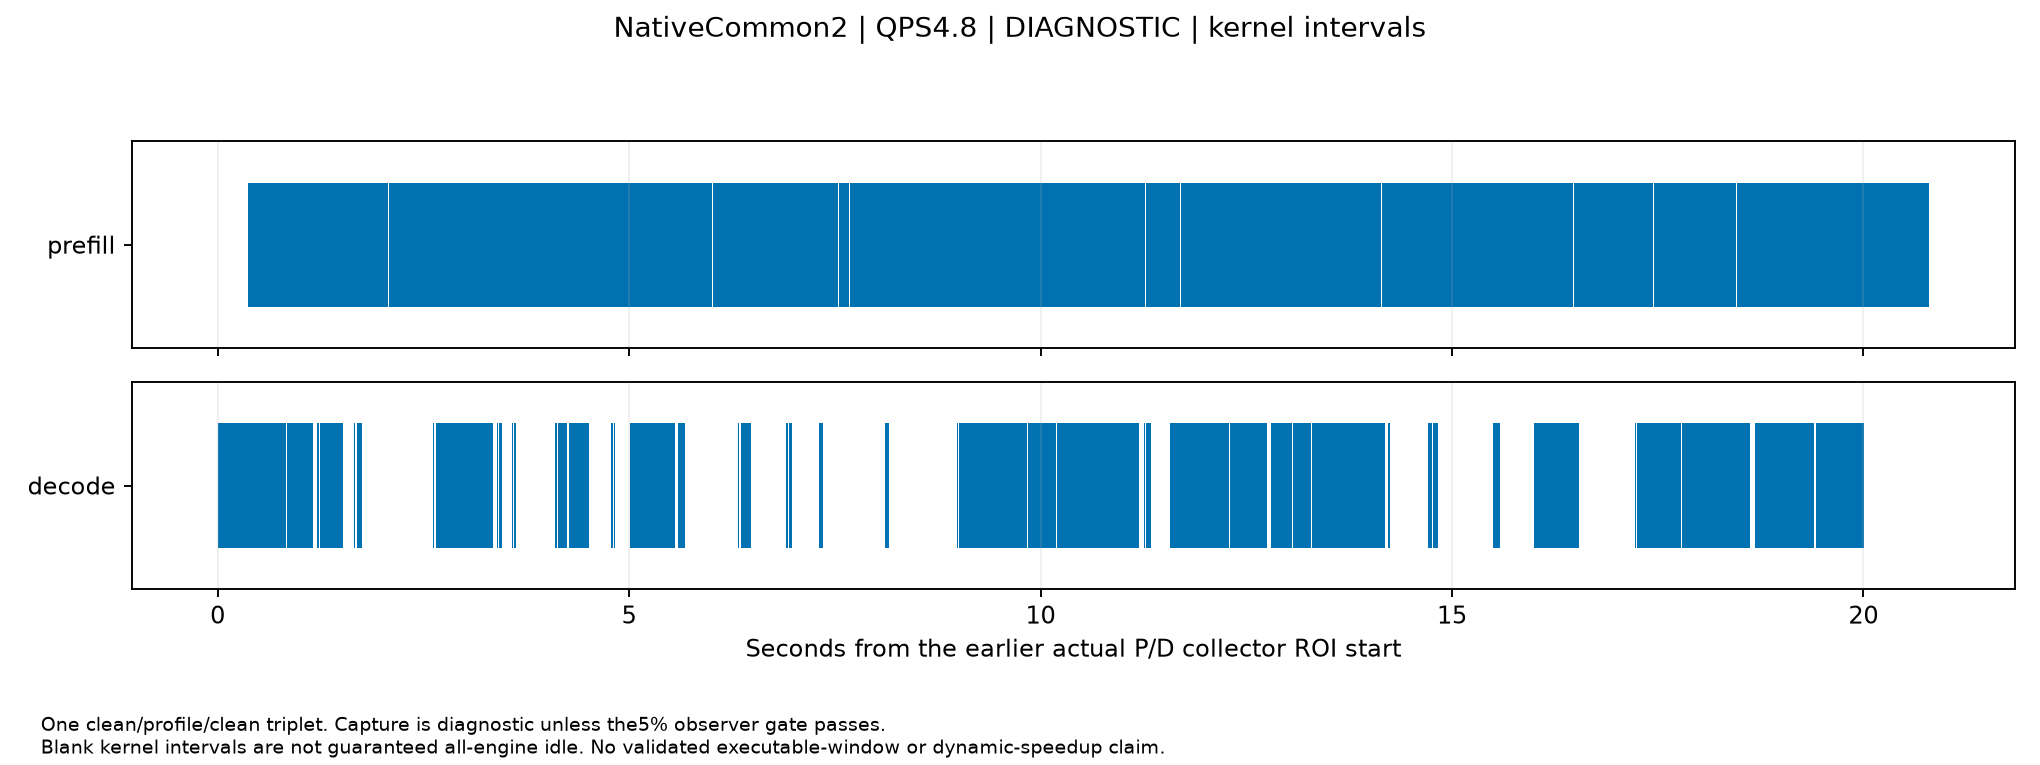 NativeCommon2 | QPS4.8 | DIAGNOSTIC | kernel intervals
prefill
decode
0 5 10 15 20
Seconds from the earlier actual P/D collector ROI start
One clean/profile/clean triplet. Capture is diagnostic unless the5% observer gate passes.
Blank kernel intervals are not guaranteed all-engine idle. No validated executable-window or dynamic-speedup claim.